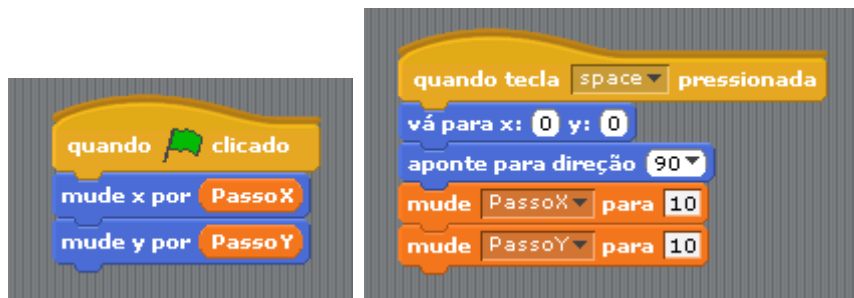 quando clicado
mude x por PassoX
mude y por PassoY
quando tecla space pressionada
vá para x: 0 y: 0
aponte para direção 90
mude PassoX para 10
mude PassoY para 10